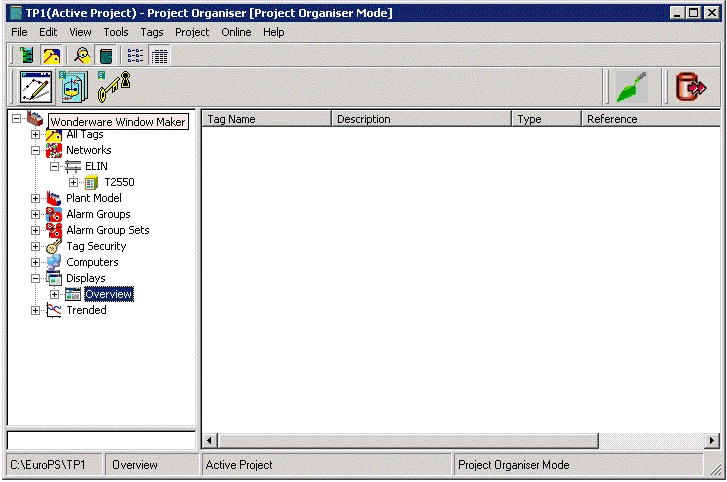 TP1(Active Project) - Project Organiser [Project Organiser Mode]
File Edit View Tools Tags Project Online Help
Wonderware Window Maker
Tag Name Description Type Reference
All Tags
Networks
ELIN
T2550
Plant Model
Alarm Groups
Alarm Group Sets
Tag Security
Computers
Displays
Overview
Trended
C:\EuroPS\TP1 Overview Active Project Project Organiser Mode